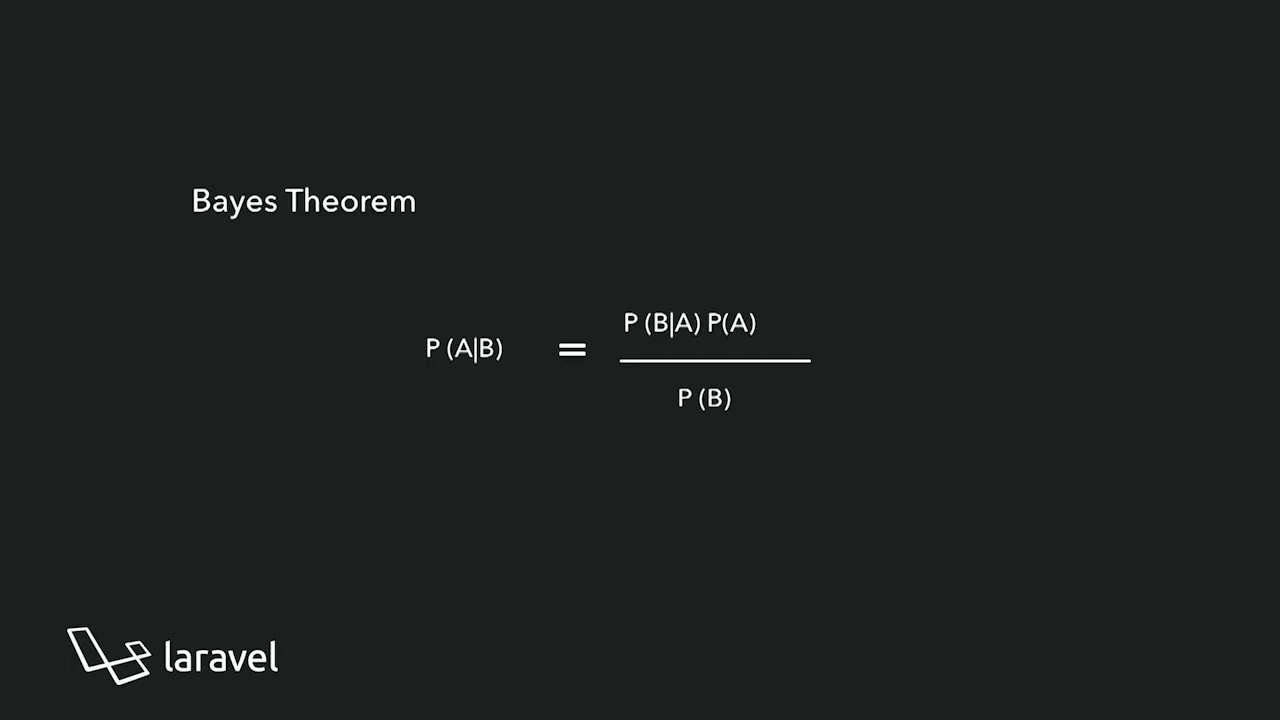 Bayes Theorem
P (B|A) P(A)
P (A|B) =
P (B)
laravel